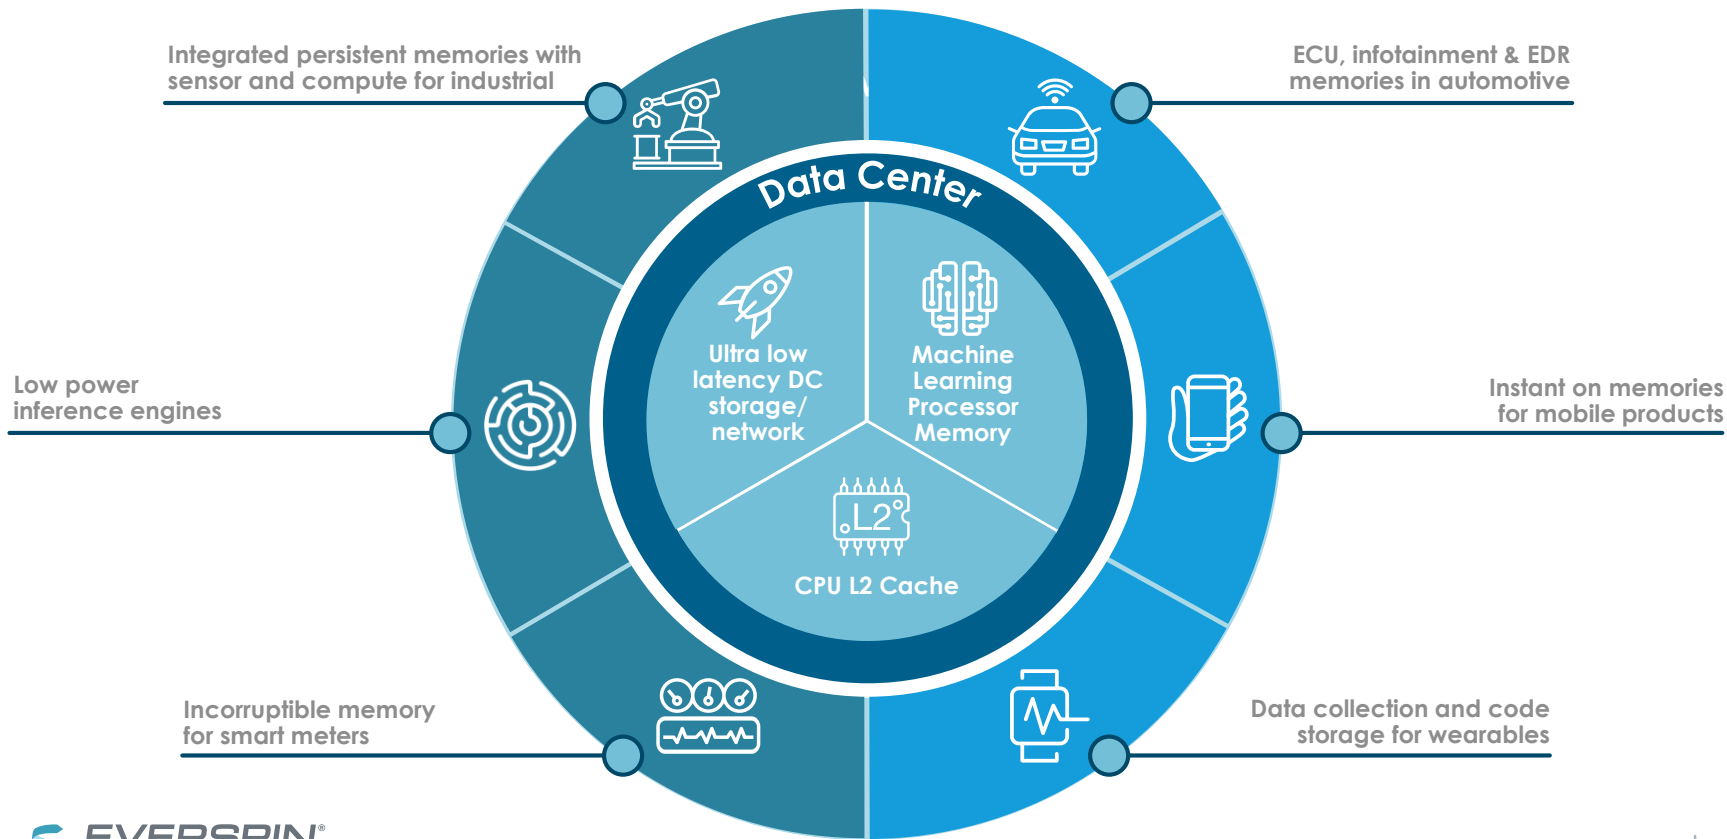 Integrated persistent memories with
sensor and compute for industrial
ECU, infotainment & EDR
memories in automotive
Data Center
Ultra low
latency DC
storage/
network
Machine
Learning
Processor
Memory
L2
CPU L2 Cache
Low power
inference engines
Instant on memories
for mobile products
Incorruptible memory
for smart meters
Data collection and code
storage for wearables
EVERSPIN®